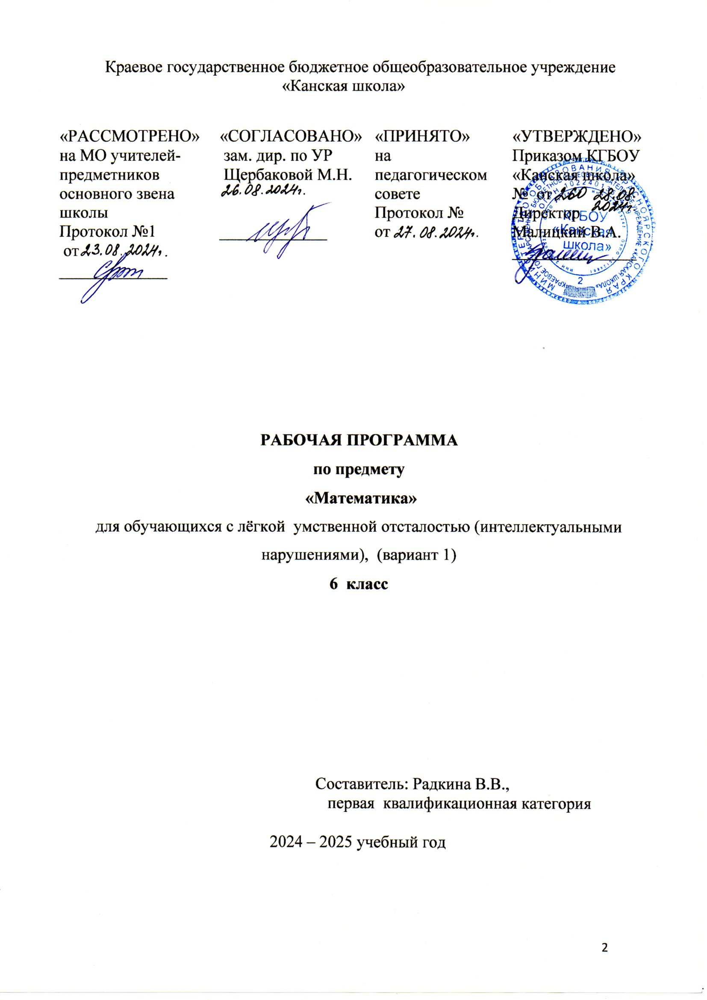 Краевое государственное бюджетное общеобразовательное учреждение
«Канская школа»
«РАССМОТРЕНО»
на МО учителей-
предметников
основного звена
школы
Протокол №1
от 23.08.2024г.
«СОГЛАСОВАНО»
зам. дир. по УР
Щербаковой М.Н.
26.08.2024г.
«ПРИНЯТО»
на
педагогическом
совете
Протокол №
от 27.08.2024г.
«УТВЕРЖДЕНО»
Приказом КГБОУ
«Канская школа»
№ от 260 28.08.
2024г.
Директор
Малицкий В.А.
КГБОУ
«Канская
школа»
2
РАБОЧАЯ ПРОГРАММА
по предмету
«Математика»
для обучающихся с лёгкой умственной отсталостью (интеллектуальными
нарушениями), (вариант 1)
6 класс
Составитель: Радкина В.В.,
первая квалификационная категория
2024 – 2025 учебный год
2